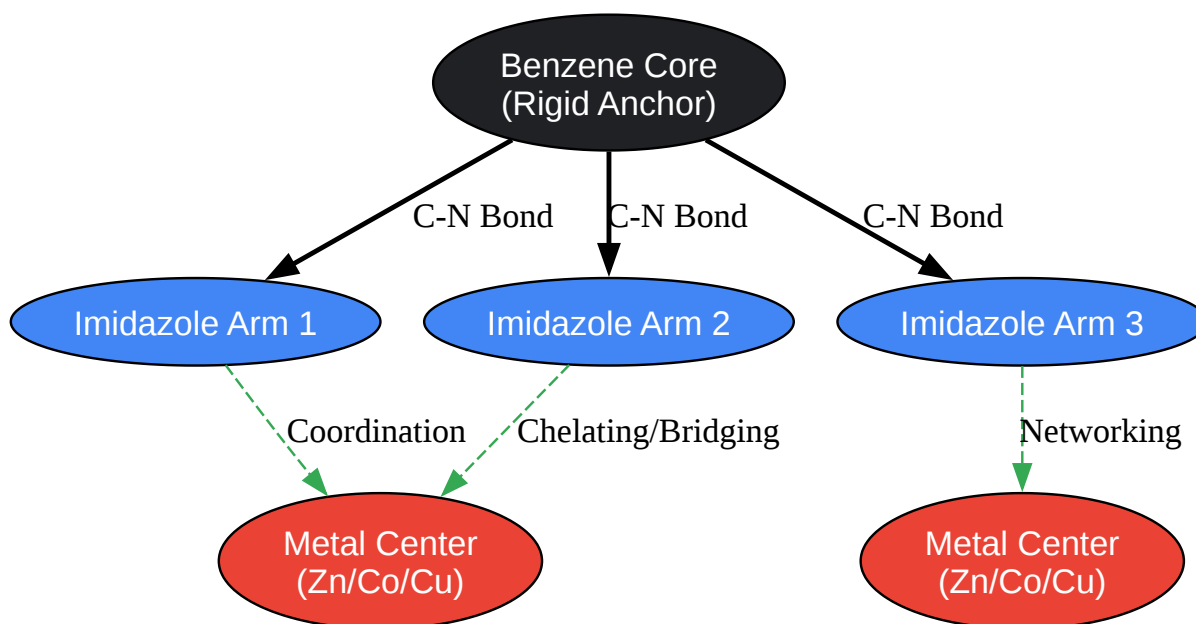 Benzene Core
(Rigid Anchor)
C-N Bond
C-N Bond
C-N Bond
Imidazole Arm 1
Imidazole Arm 2
Imidazole Arm 3
Coordination
Chelating/Bridging
Networking
Metal Center
(Zn/Co/Cu)
Metal Center
(Zn/Co/Cu)